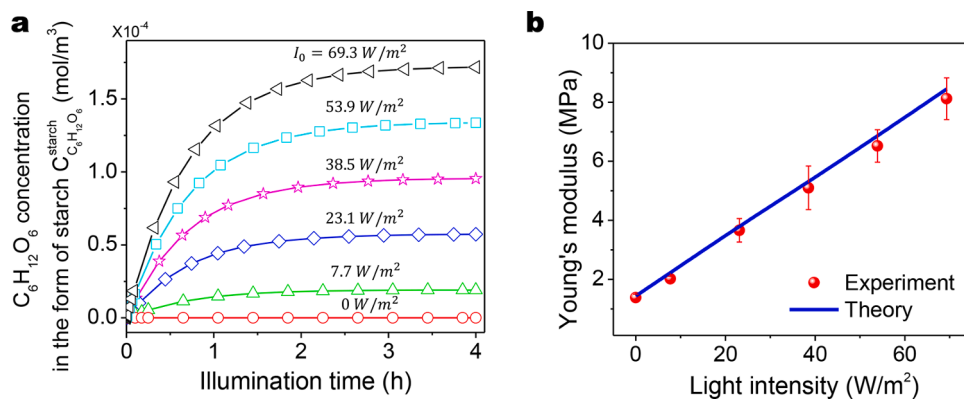 a
X10⁻⁴
C₆H₁₂O₆ concentration
in the form of starch C^starch_C₆H₁₂O₆ (mol/m³)
1.5
1.0
0.5
0.0
I₀ = 69.3 W/m²
53.9 W/m²
38.5 W/m²
23.1 W/m²
7.7 W/m²
0 W/m²
0 1 2 3 4
Illumination time (h)
b
Young's modulus (MPa)
10
8
6
4
2
Experiment
Theory
0 20 40 60
Light intensity (W/m²)